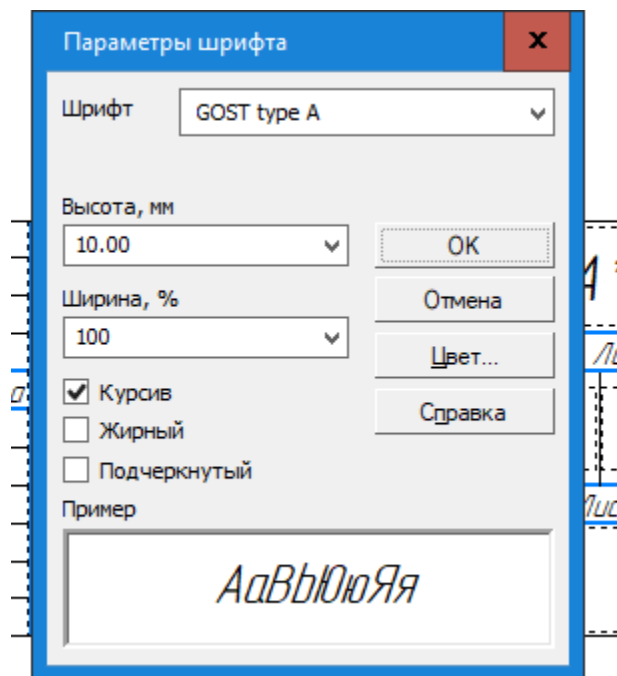 Параметры шрифта
x
Шрифт
GOST type A
Высота, мм
10.00
OK
Ширина, %
Отмена
100
Цвет...
Курсив
Справка
Жирный
Подчеркнутый
Пример
АаВbЮюЯя